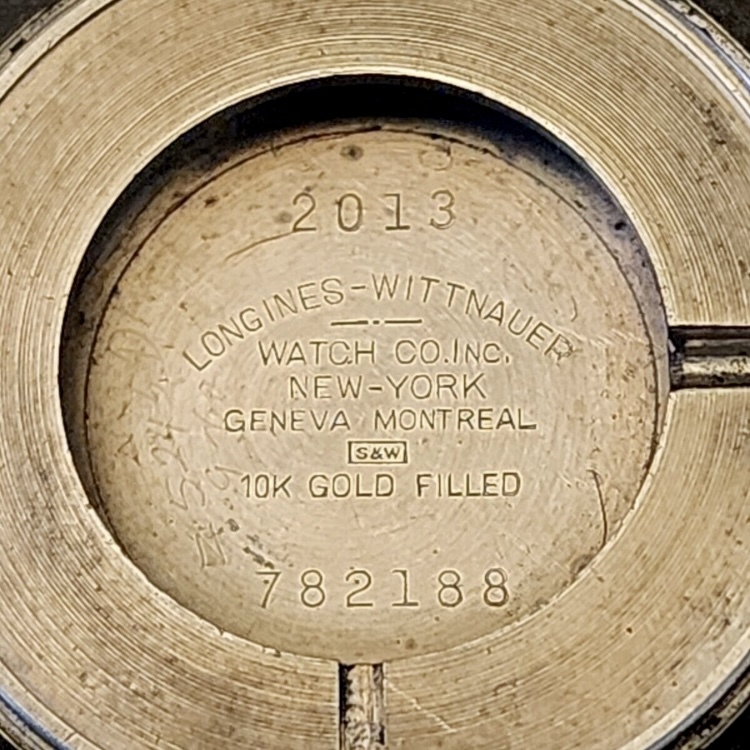 2013
LONGINES-WITTNAUER
WATCH CO.INC.
NEW-YORK
GENEVA MONTREAL
S&W
10K GOLD FILLED
782188